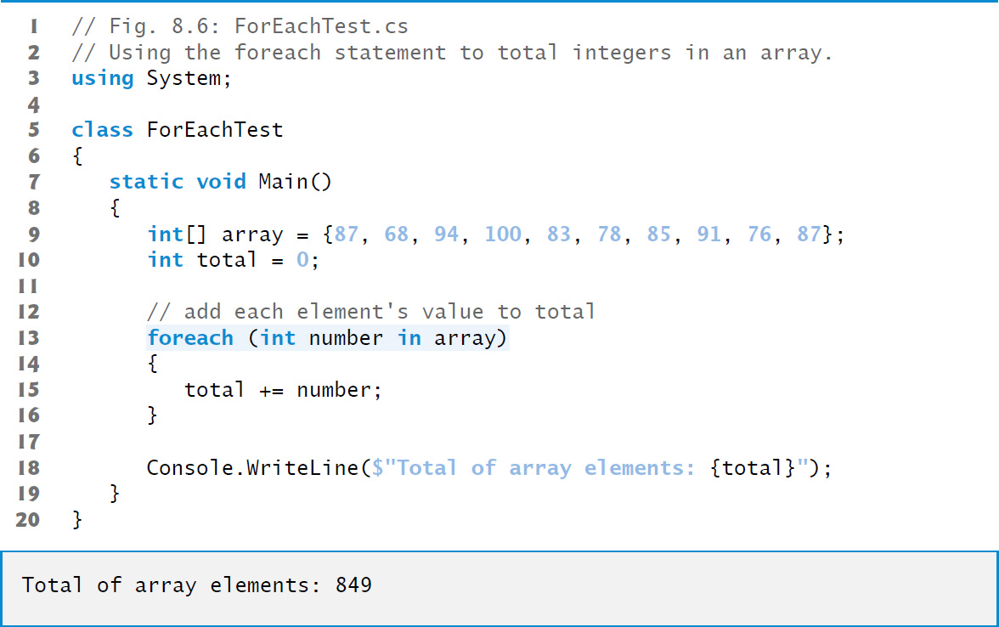 1 // Fig. 8.6: ForEachTest.cs
2 // Using the foreach statement to total integers in an array.
3 using System;
4
5 class ForEachTest
6 {
7    static void Main()
8    {
9       int[] array = {87, 68, 94, 100, 83, 78, 85, 91, 76, 87};
10       int total = 0;
11
12       // add each element's value to total
13       foreach (int number in array)
14       {
15          total += number;
16       }
17
18       Console.WriteLine($"Total of array elements: {total}");
19    }
20 }
Total of array elements: 849